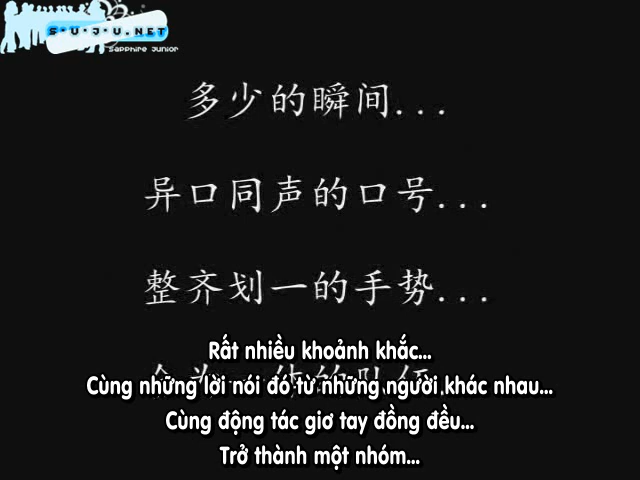 S·U·J·U.NET
SAPPHIRE JUNIOR
多少的瞬间...
异口同声的口号...
整齐划一的手势...
Rất nhiều khoảnh khắc...
Cùng những lời nói đó từ những người khác nhau...
Cùng động tác giơ tay đồng đều...
Trở thành một nhóm...